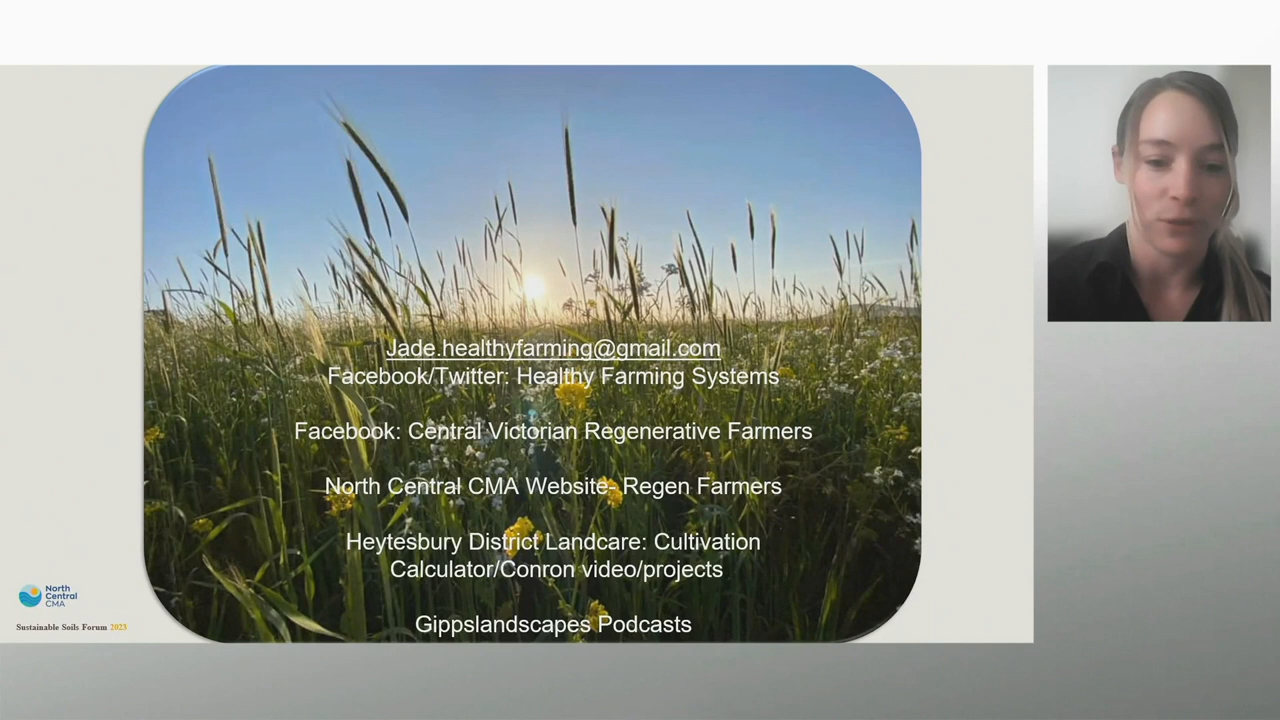 Jade.healthyfarming@gmail.com
Facebook/Twitter: Healthy Farming Systems
Facebook: Central Victorian Regenerative Farmers
North Central CMA Website- Regen Farmers
Heytesbury District Landcare: Cultivation
Calculator/Conron video/projects
Gippslandscapes Podcasts
North
Central
CMA
Sustainable Soils Forum 2023